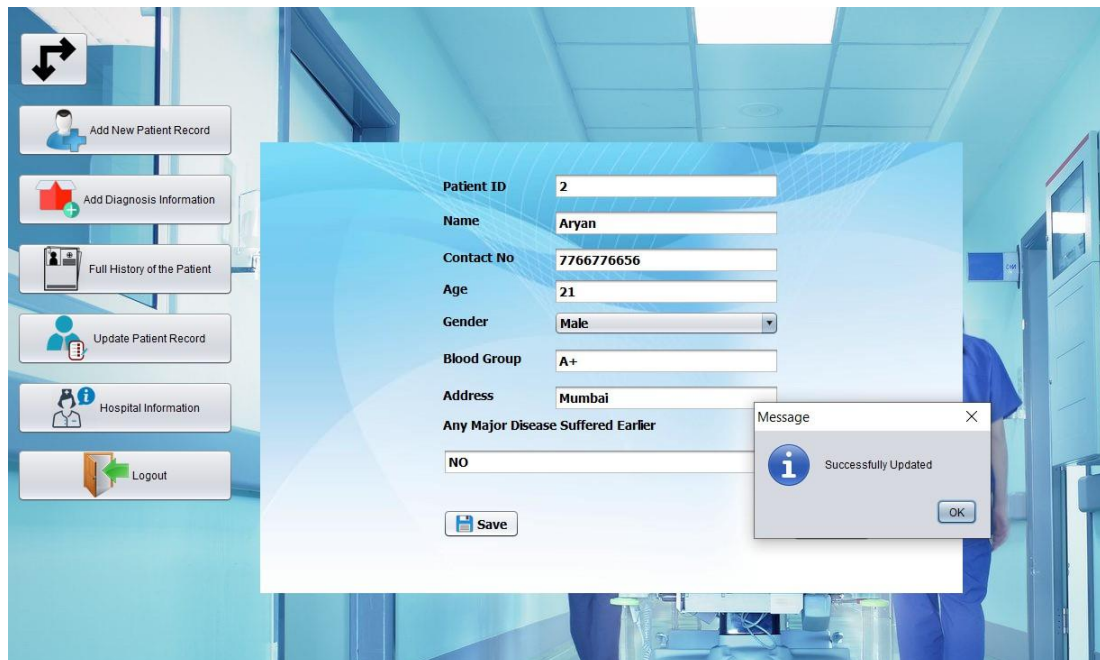 Add New Patient Record
Add Diagnosis Information
Full History of the Patient
Update Patient Record
Hospital Information
Logout
Patient ID 2
Name Aryan
Contact No 7766776656
Age 21
Gender Male
Blood Group A+
Address Mumbai
Any Major Disease Suffered Earlier
NO
Save
Message
Successfully Updated
OK